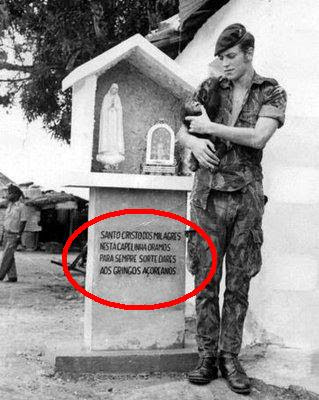 SANTO CRISTO DOS MILAGRES
NESTA CAPELINHA ORAMOS
PARA SEMPRE SORTE DARES
AOS GRINGOS AÇOREANOS